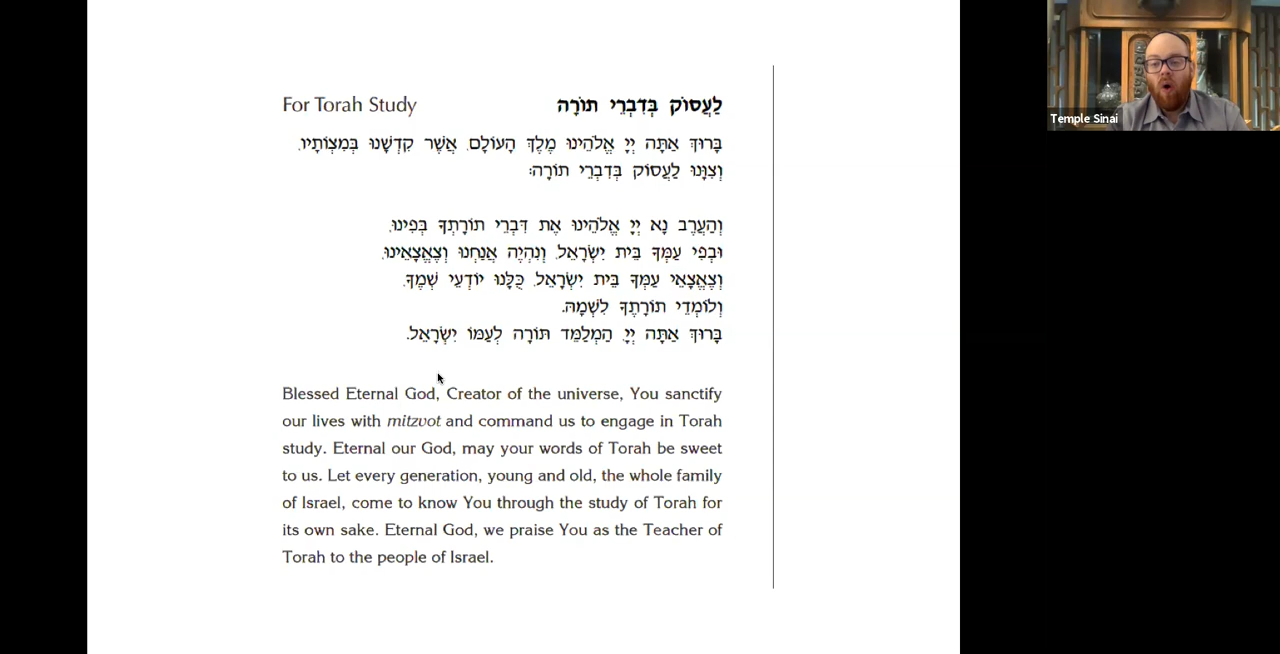 For Torah Study לַעֲסוֹק בְּדִבְרֵי תוֹרָה
בָּרוּךְ אַתָּה יְיָ אֱלֹהֵינוּ מֶלֶךְ הָעוֹלָם, אֲשֶׁר קִדְּשָׁנוּ בְּמִצְוֹתָיו,
וְצִוָּנוּ לַעֲסוֹק בְּדִבְרֵי תוֹרָה:
וְהַעֲרֶב נָא יְיָ אֱלֹהֵינוּ אֶת דִּבְרֵי תוֹרָתְךָ בְּפִינוּ,
וּבְפִי עַמְּךָ בֵּית יִשְׂרָאֵל, וְנִהְיֶה אֲנַחְנוּ וְצֶאֱצָאֵינוּ,
וְצֶאֱצָאֵי עַמְּךָ בֵּית יִשְׂרָאֵל, כֻּלָּנוּ יוֹדְעֵי שְׁמֶךָ,
וְלוֹמְדֵי תוֹרָתֶךָ לִשְׁמָהּ.
בָּרוּךְ אַתָּה יְיָ, הַמְלַמֵּד תּוֹרָה לְעַמּוֹ יִשְׂרָאֵל.
Blessed Eternal God, Creator of the universe, You sanctify
our lives with mitzvot and command us to engage in Torah
study. Eternal our God, may your words of Torah be sweet
to us. Let every generation, young and old, the whole family
of Israel, come to know You through the study of Torah for
its own sake. Eternal God, we praise You as the Teacher of
Torah to the people of Israel.
Temple Sinai